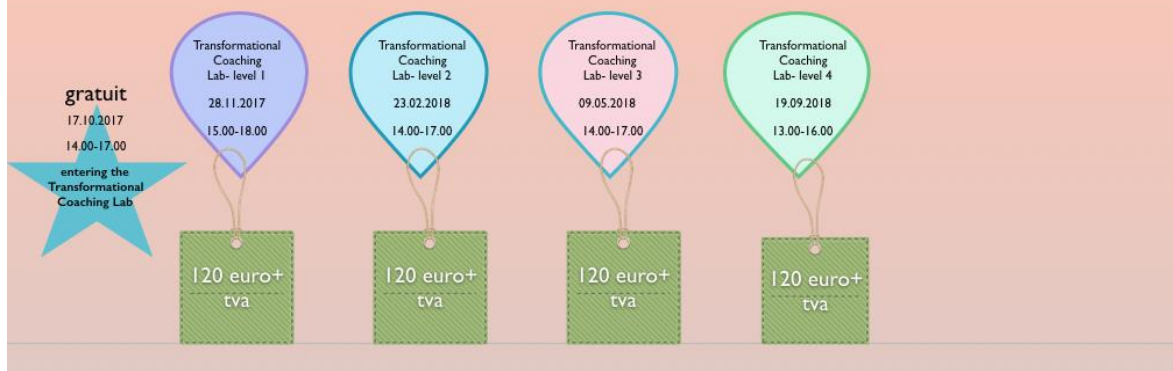 gratuit
17.10.2017
14.00-17.00
entering the
Transformational
Coaching Lab
Transformational
Coaching
Lab- level 1
28.11.2017
15.00-18.00
120 euro+
tva
Transformational
Coaching
Lab- level 2
23.02.2018
14.00-17.00
120 euro+
tva
Transformational
Coaching
Lab- level 3
09.05.2018
14.00-17.00
120 euro+
tva
Transformational
Coaching
Lab- level 4
19.09.2018
13.00-16.00
120 euro+
tva